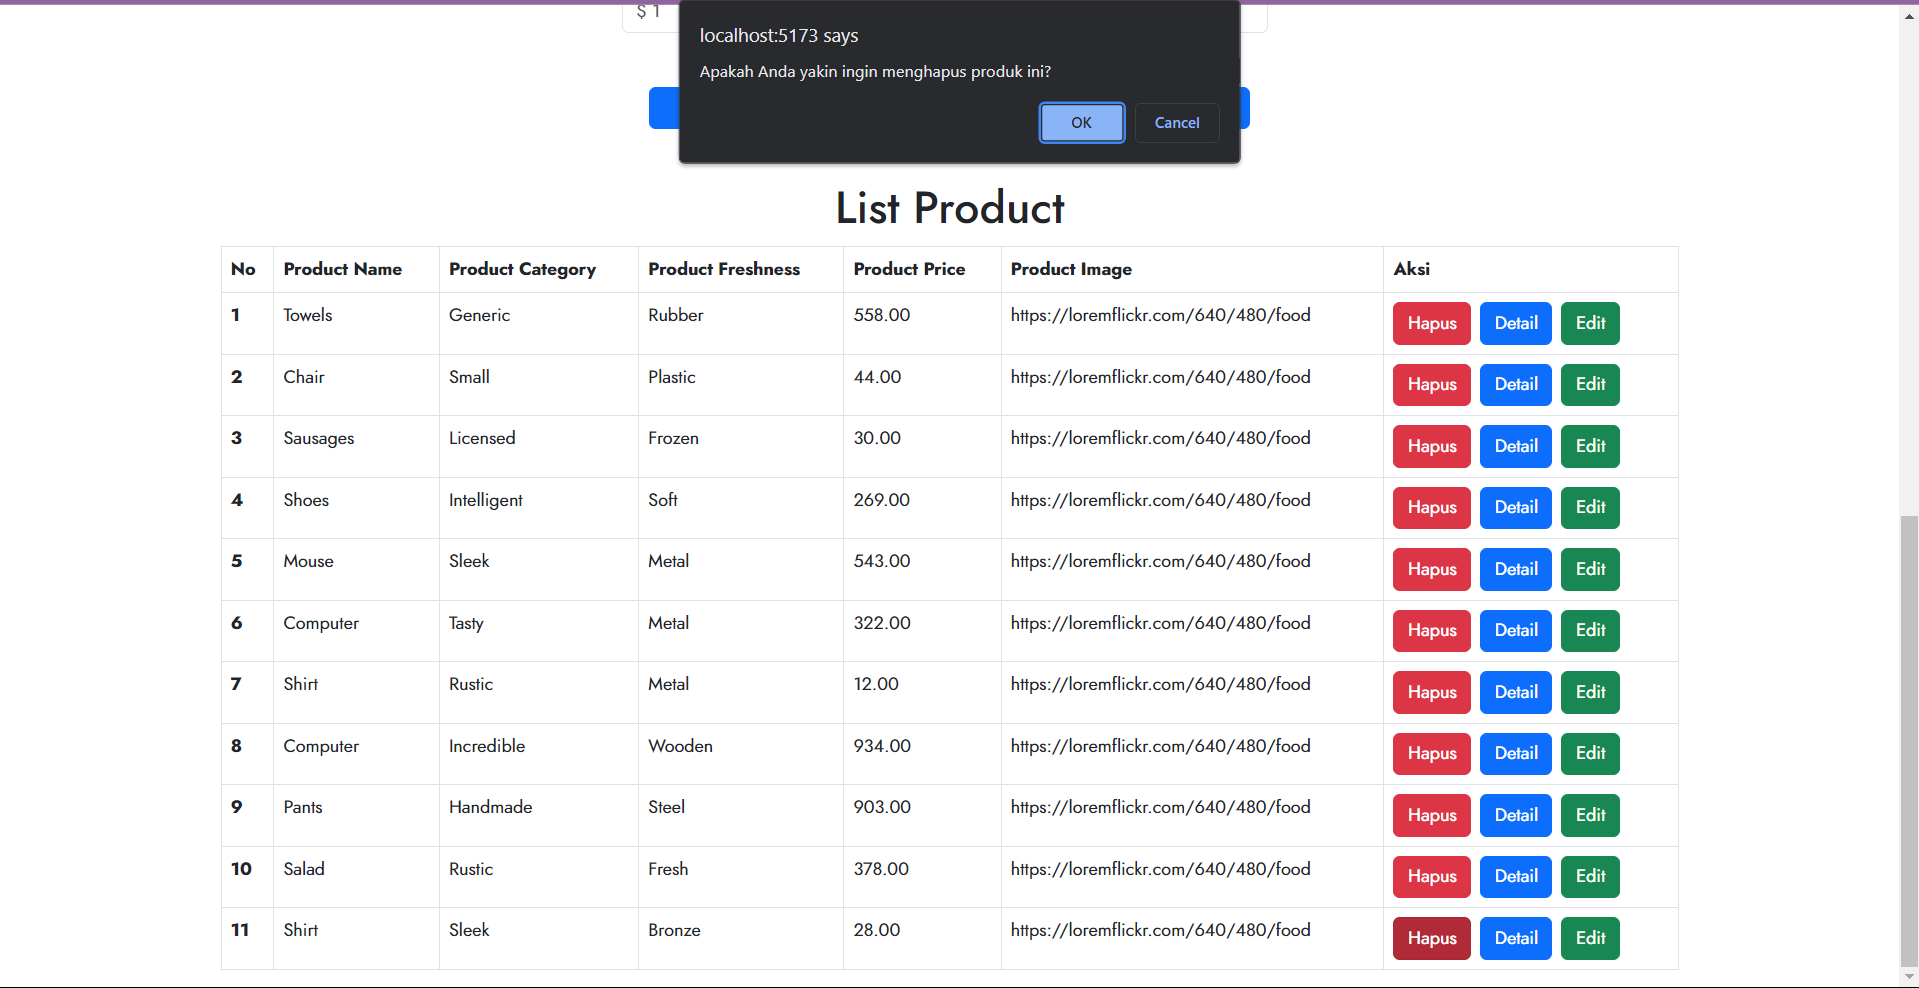 $ 1
localhost:5173 says
Apakah Anda yakin ingin menghapus produk ini?
OK Cancel
List Product
No Product Name Product Category Product Freshness Product Price Product Image Aksi
1 Towels Generic Rubber 558.00 https://loremflickr.com/640/480/food Hapus Detail Edit
2 Chair Small Plastic 44.00 https://loremflickr.com/640/480/food Hapus Detail Edit
3 Sausages Licensed Frozen 30.00 https://loremflickr.com/640/480/food Hapus Detail Edit
4 Shoes Intelligent Soft 269.00 https://loremflickr.com/640/480/food Hapus Detail Edit
5 Mouse Sleek Metal 543.00 https://loremflickr.com/640/480/food Hapus Detail Edit
6 Computer Tasty Metal 322.00 https://loremflickr.com/640/480/food Hapus Detail Edit
7 Shirt Rustic Metal 12.00 https://loremflickr.com/640/480/food Hapus Detail Edit
8 Computer Incredible Wooden 934.00 https://loremflickr.com/640/480/food Hapus Detail Edit
9 Pants Handmade Steel 903.00 https://loremflickr.com/640/480/food Hapus Detail Edit
10 Salad Rustic Fresh 378.00 https://loremflickr.com/640/480/food Hapus Detail Edit
11 Shirt Sleek Bronze 28.00 https://loremflickr.com/640/480/food Hapus Detail Edit